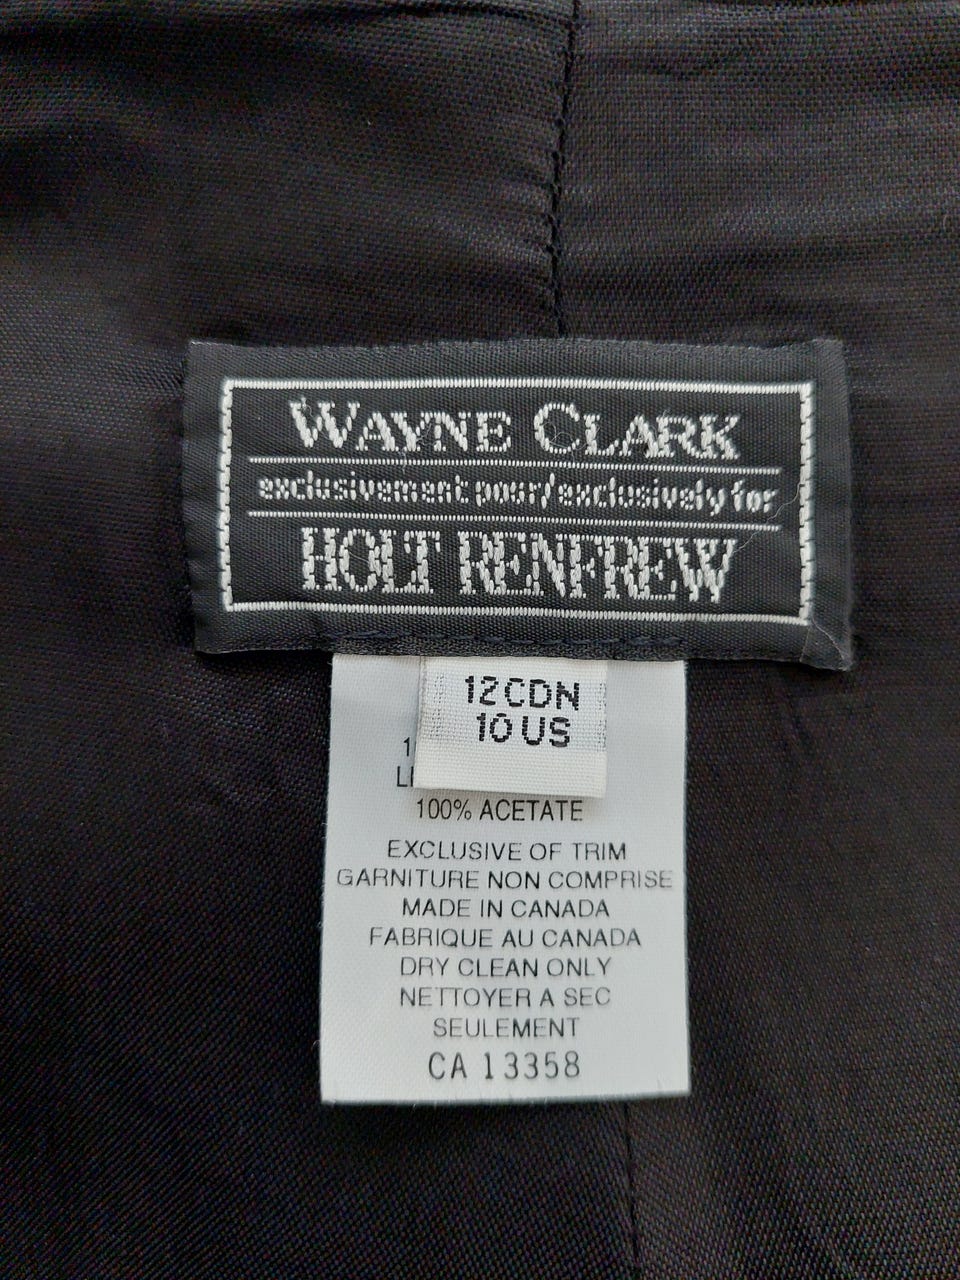 WAYNE CLARK
exclusivement pour/exclusively for
HOLT RENFREW
12 CDN
10 US
100% ACETATE
EXCLUSIVE OF TRIM
GARNITURE NON COMPRISE
MADE IN CANADA
FABRIQUE AU CANADA
DRY CLEAN ONLY
NETTOYER A SEC
SEULEMENT
CA 13358